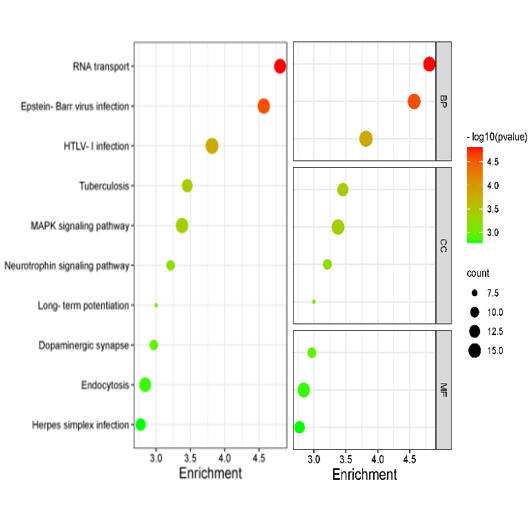 RNA transport
Epstein- Barr virus infection
HTLV- I infection
Tuberculosis
MAPK signaling pathway
Neurotrophin signaling pathway
Long- term potentiation
Dopaminergic synapse
Endocytosis
Herpes simplex infection
3.0 3.5 4.0 4.5
Enrichment
BP
CC
MF
3.0 3.5 4.0 4.5
Enrichment
- log10(pvalue)
4.5
4.0
3.5
3.0
count
7.5
10.0
12.5
15.0